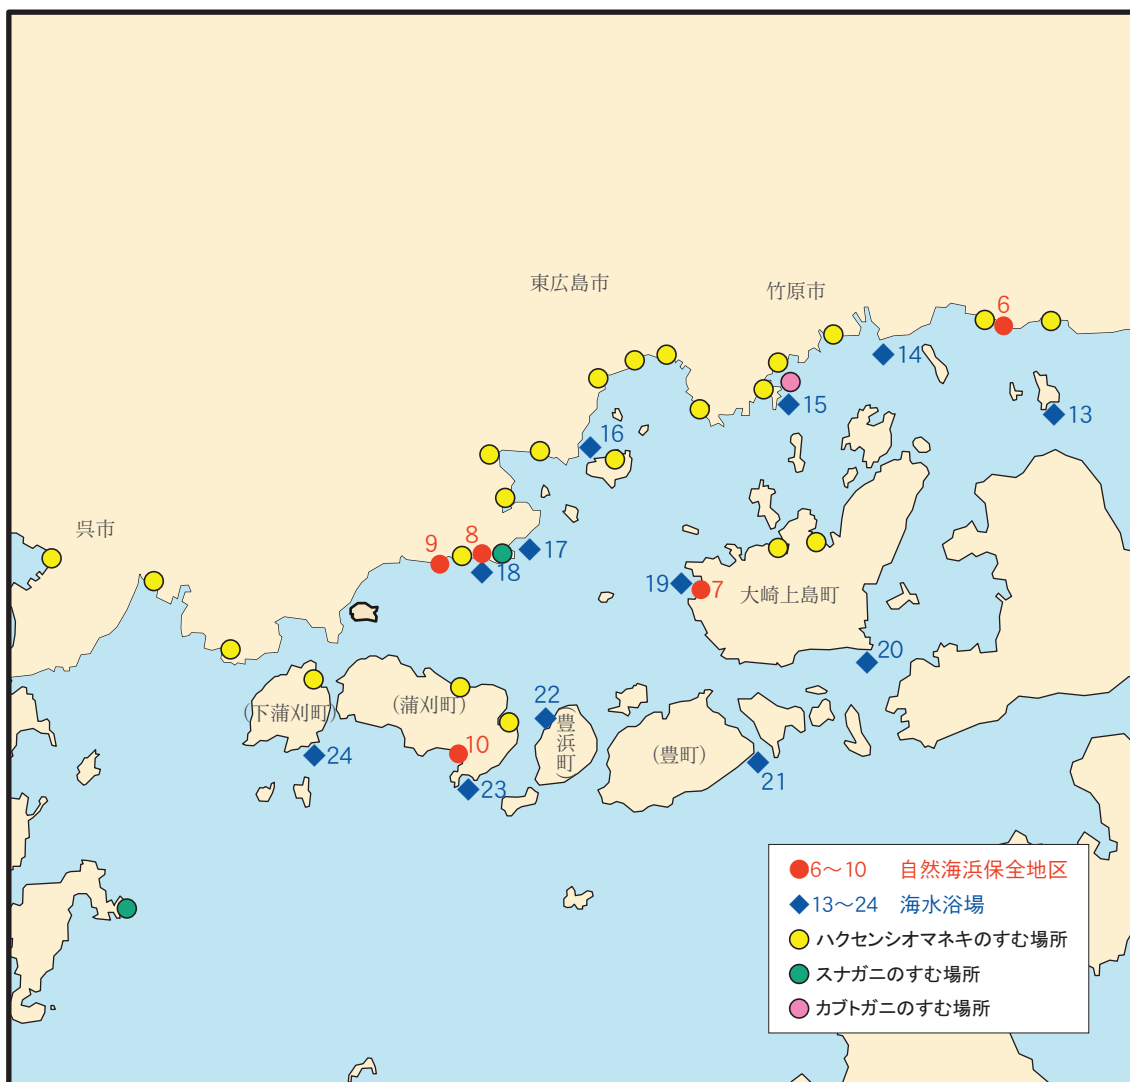 東広島市
竹原市
6
14
13
15
16
呉市
9
8
17
18
19
7
大崎上島町
20
(下蒲刈町)
(蒲刈町)
22
(豊浜町)
(豊町)
10
24
23
21
6〜10 自然海浜保全地区
13〜24 海水浴場
ハクセンシオマネキのすむ場所
スナガニのすむ場所
カブトガニのすむ場所